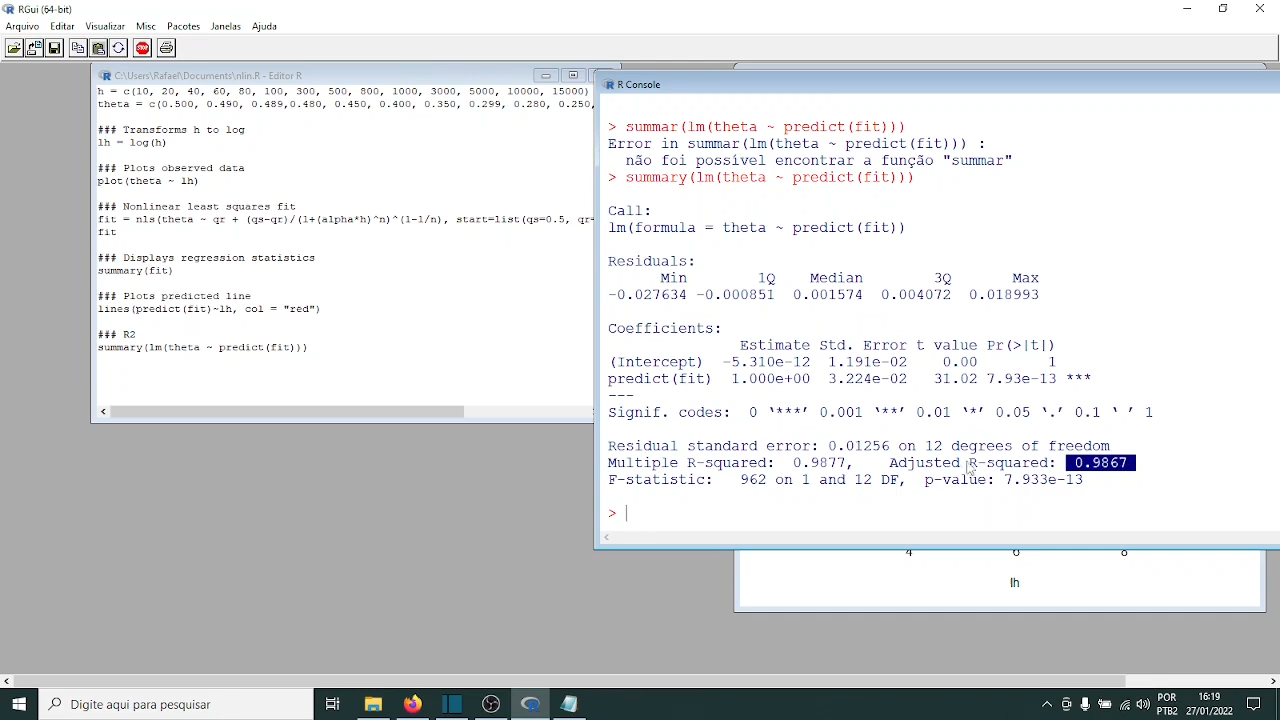 RGui (64-bit)
Arquivo Editar Visualizar Misc Pacotes Janelas Ajuda
STOP
C:\Users\Rafael\Documents\nlin.R - Editor R
h = c(10, 20, 40, 60, 80, 100, 300, 500, 800, 1000, 3000, 5000, 10000, 15000)
theta = c(0.500, 0.490, 0.489,0.480, 0.450, 0.400, 0.350, 0.299, 0.280, 0.250,
### Transforms h to log
lh = log(h)
### Plots observed data
plot(theta ~ lh)
### Nonlinear least squares fit
fit = nls(theta ~ qr + (qs-qr)/(1+(alpha*h)^n)^(1-1/n), start=list(qs=0.5, qr=
fit
### Displays regression statistics
summary(fit)
### Plots predicted line
lines(predict(fit)~lh, col = "red")
### R2
summary(lm(theta ~ predict(fit)))
R Console
> summar(lm(theta ~ predict(fit)))
Error in summar(lm(theta ~ predict(fit))) :
não foi possível encontrar a função "summar"
> summary(lm(theta ~ predict(fit)))
Call:
lm(formula = theta ~ predict(fit))
Residuals:
Min 1Q Median 3Q Max
-0.027634 -0.000851 0.001574 0.004072 0.018993
Coefficients:
Estimate Std. Error t value Pr(>|t|)
(Intercept) -5.310e-12 1.191e-02 0.00 1
predict(fit) 1.000e+00 3.224e-02 31.02 7.93e-13 ***
---
Signif. codes: 0 ‘***’ 0.001 ‘**’ 0.01 ‘*’ 0.05 ‘.’ 0.1 ‘ ’ 1
Residual standard error: 0.01256 on 12 degrees of freedom
Multiple R-squared: 0.9877, Adjusted R-squared: 0.9867
F-statistic: 962 on 1 and 12 DF, p-value: 7.933e-13
>
4 6 8
lh
Digite aqui para pesquisar
POR
PTB2
16:19
27/01/2022